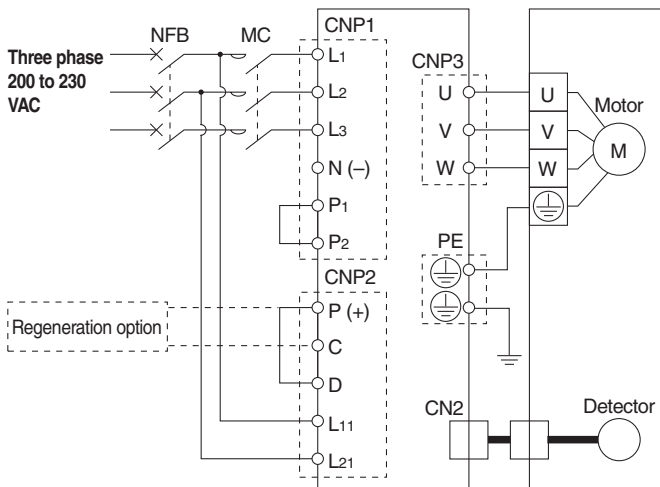 NFB
MC
CNP1
Three phase
200 to 230
VAC
L1
L2
L3
N (–)
P1
P2
CNP3
U
V
W
U
V
W
Motor
M
PE
CNP2
P (+)
C
D
L11
L21
Regeneration option
CN2
Detector